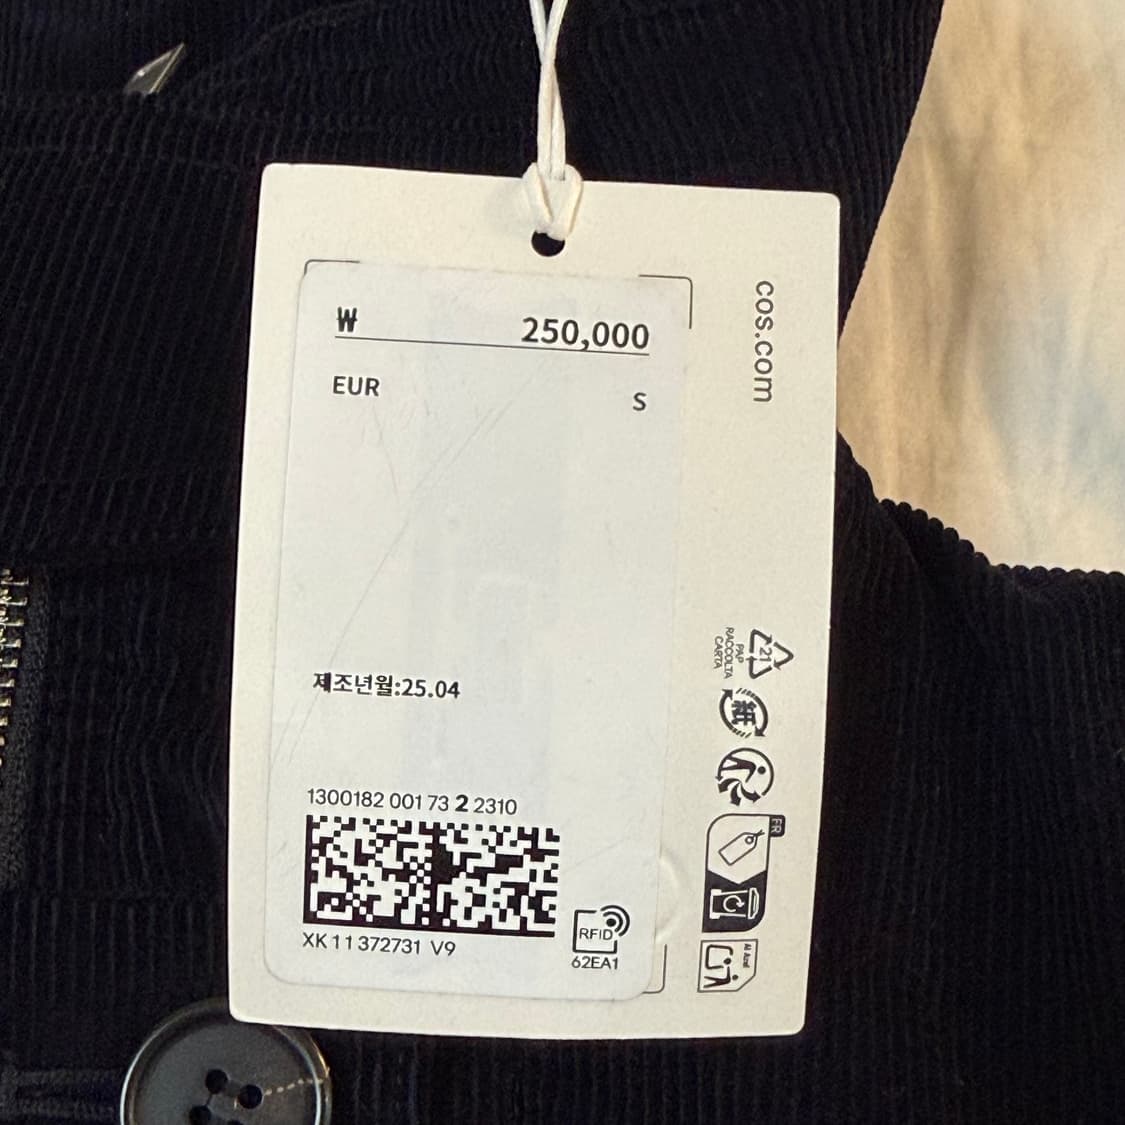 ₩ 250,000
EUR S
제조년월:25.04
1300182 001 73 2 2310
XK 11 372731 V9
RFID
62EA1
cos.com
21
PAP
RACCOLTA
CARTA
紙
FR